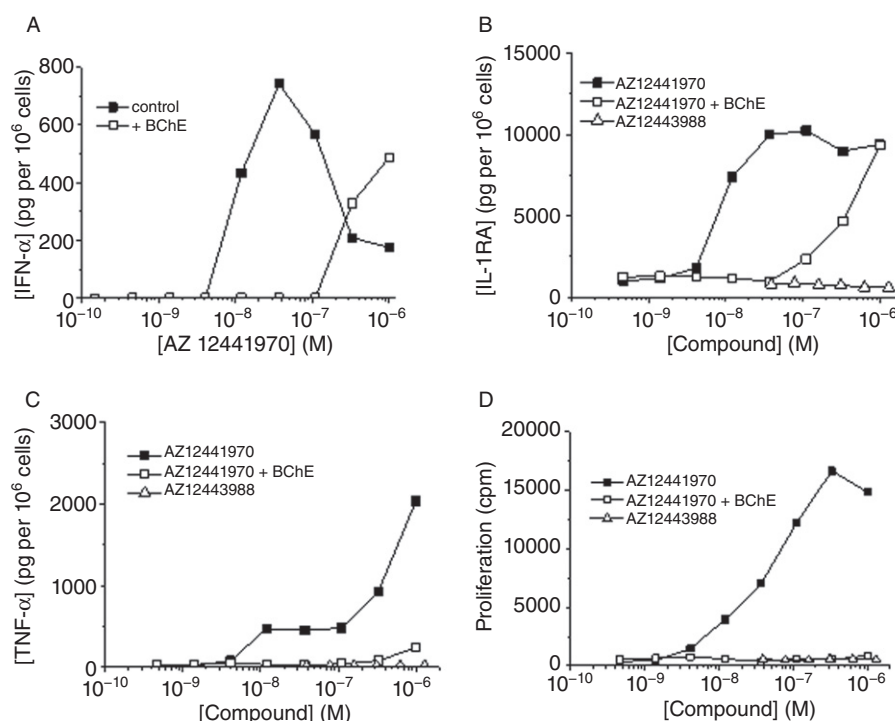 A
[IFN-α] (pg per 10⁶ cells)
800
600
400
200
0
control
+ BChE
10⁻¹⁰ 10⁻⁹ 10⁻⁸ 10⁻⁷ 10⁻⁶
[AZ 12441970] (M)
B
[IL-1RA] (pg per 10⁶ cells)
15000
10000
5000
0
AZ12441970
AZ12441970 + BChE
AZ12443988
10⁻¹⁰ 10⁻⁹ 10⁻⁸ 10⁻⁷ 10⁻⁶
[Compound] (M)
C
[TNF-α] (pg per 10⁶ cells)
3000
2000
1000
0
AZ12441970
AZ12441970 + BChE
AZ12443988
10⁻¹⁰ 10⁻⁹ 10⁻⁸ 10⁻⁷ 10⁻⁶
[Compound] (M)
D
Proliferation (cpm)
20000
15000
10000
5000
0
AZ12441970
AZ12441970 + BChE
AZ12443988
10⁻¹⁰ 10⁻⁹ 10⁻⁸ 10⁻⁷ 10⁻⁶
[Compound] (M)